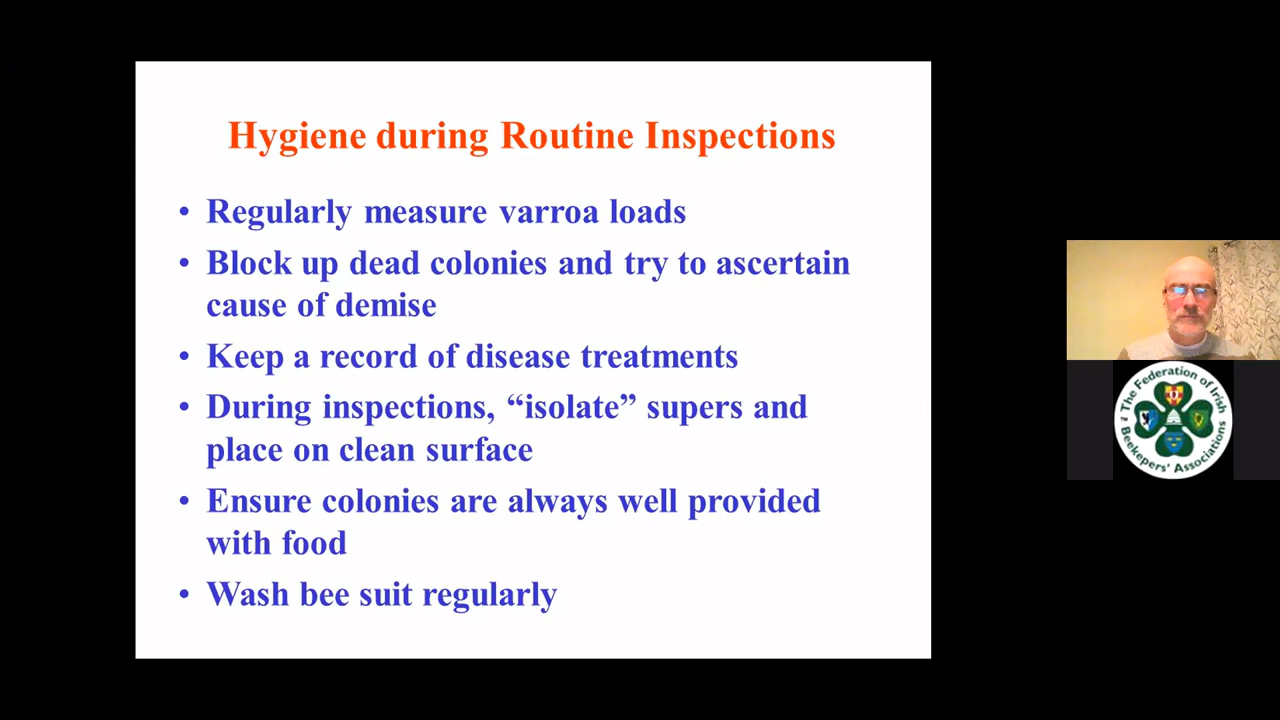 Hygiene during Routine Inspections
• Regularly measure varroa loads
• Block up dead colonies and try to ascertain
cause of demise
• Keep a record of disease treatments
• During inspections, “isolate” supers and
place on clean surface
• Ensure colonies are always well provided
with food
• Wash bee suit regularly
The Federation of Irish
Beekepers' Associations